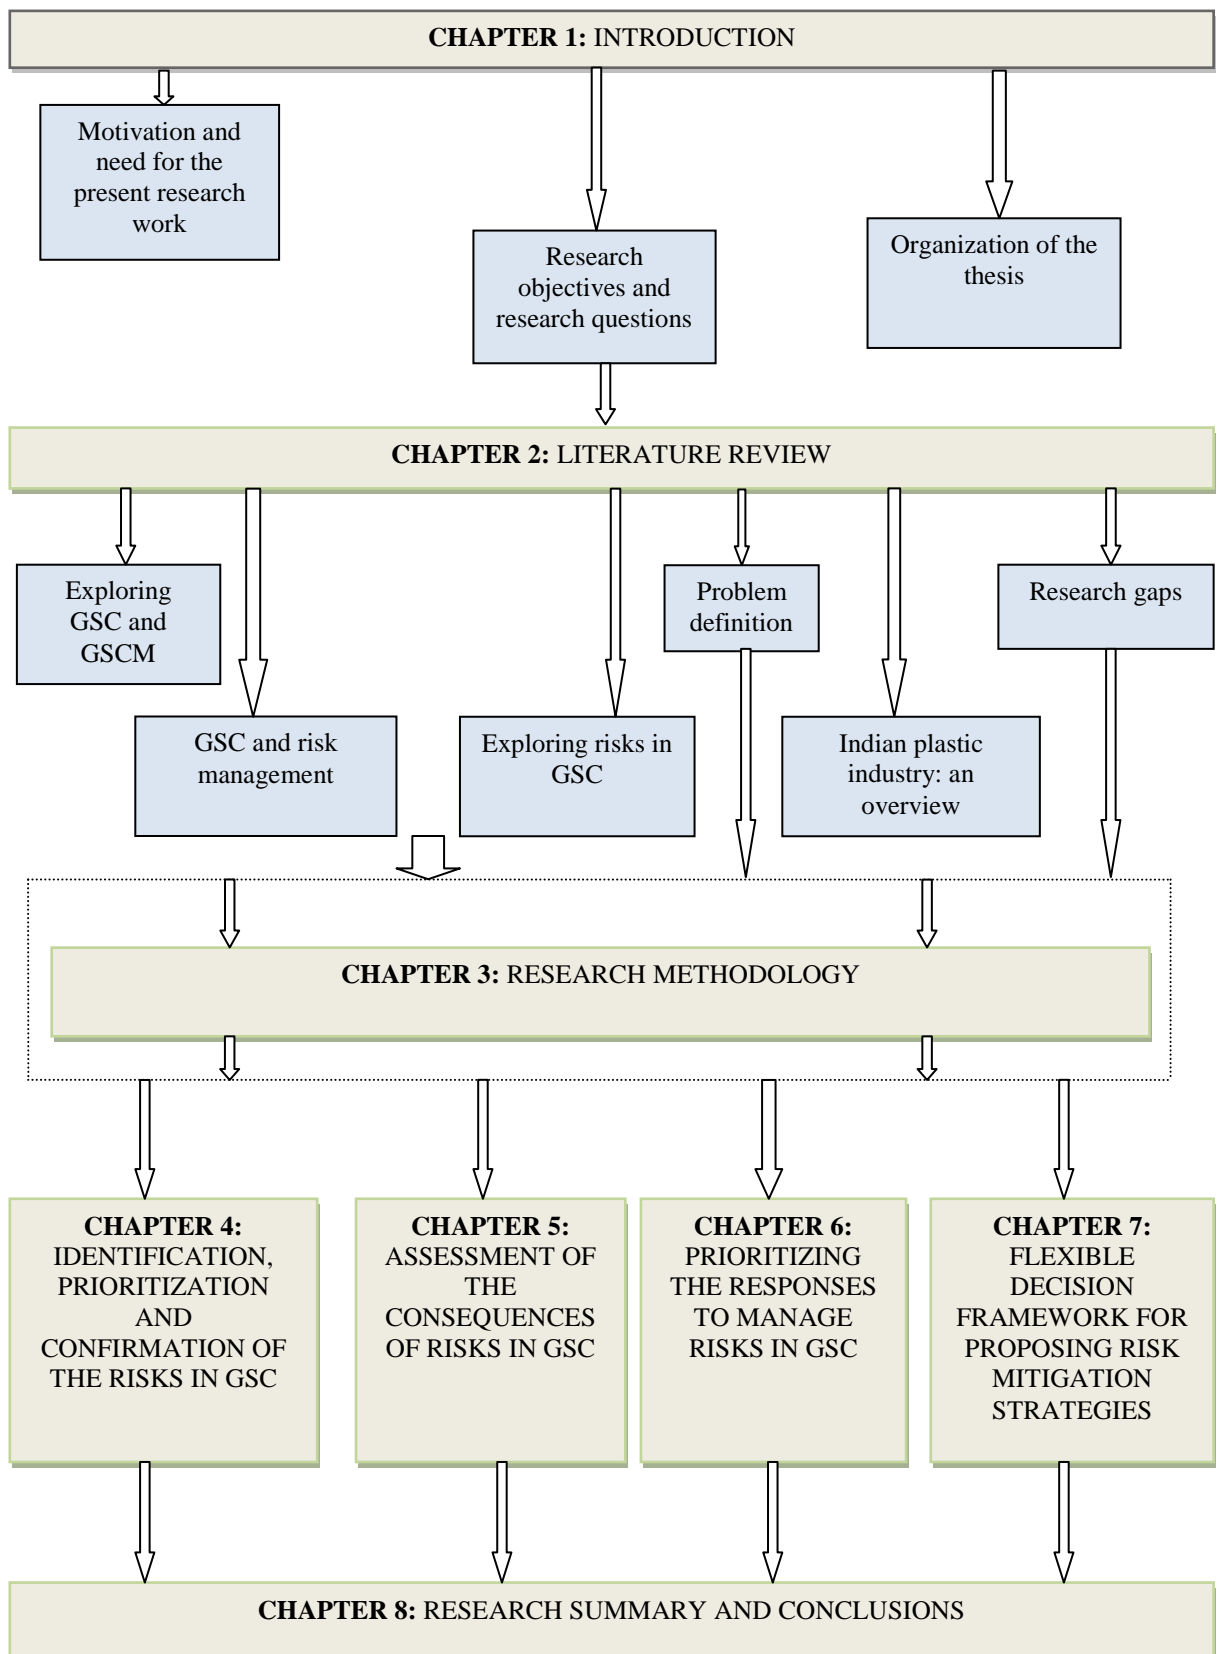 CHAPTER 1: INTRODUCTION
Motivation and
need for the
present research
work
Research
objectives and
research questions
Organization of the
thesis
CHAPTER 2: LITERATURE REVIEW
Exploring
GSC and
GSCM
Problem
definition
Research gaps
GSC and risk
management
Exploring risks in
GSC
Indian plastic
industry: an
overview
CHAPTER 3: RESEARCH METHODOLOGY
CHAPTER 4:
IDENTIFICATION,
PRIORITIZATION
AND
CONFIRMATION OF
THE RISKS IN GSC
CHAPTER 5:
ASSESSMENT OF
THE
CONSEQUENCES
OF RISKS IN GSC
CHAPTER 6:
PRIORITIZING
THE RESPONSES
TO MANAGE
RISKS IN GSC
CHAPTER 7:
FLEXIBLE
DECISION
FRAMEWORK FOR
PROPOSING RISK
MITIGATION
STRATEGIES
CHAPTER 8: RESEARCH SUMMARY AND CONCLUSIONS